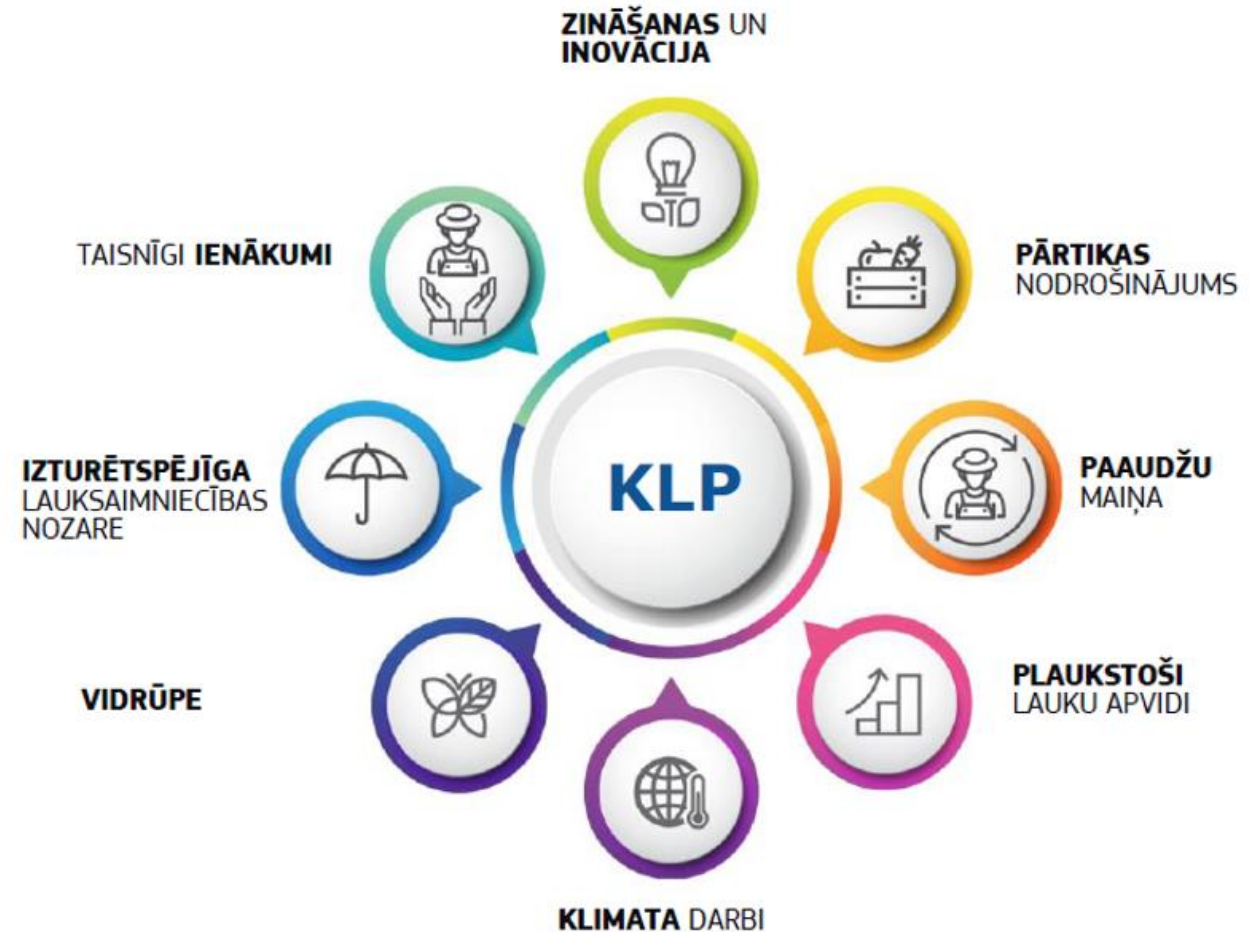 ZINĀŠANAS UN
INOVĀCIJA
TAISNĪGI IENĀKUMI
PĀRTIKAS
NODROŠINĀJUMS
IZTURĒTSPĒJĪGA
LAUKSAIMNIECĪBAS
NOZARE
KLP
PAAUDŽU
MAIŅA
VIDRŪPE
PLAUKSTOŠI
LAUKU APVIDI
KLIMATA DARBI